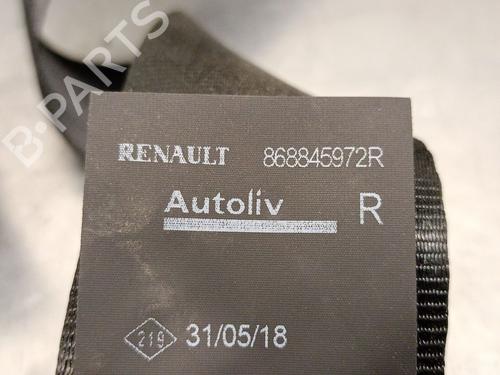 B-PARTS
RENAULT 868845972R
Autoliv R
219 31/05/18